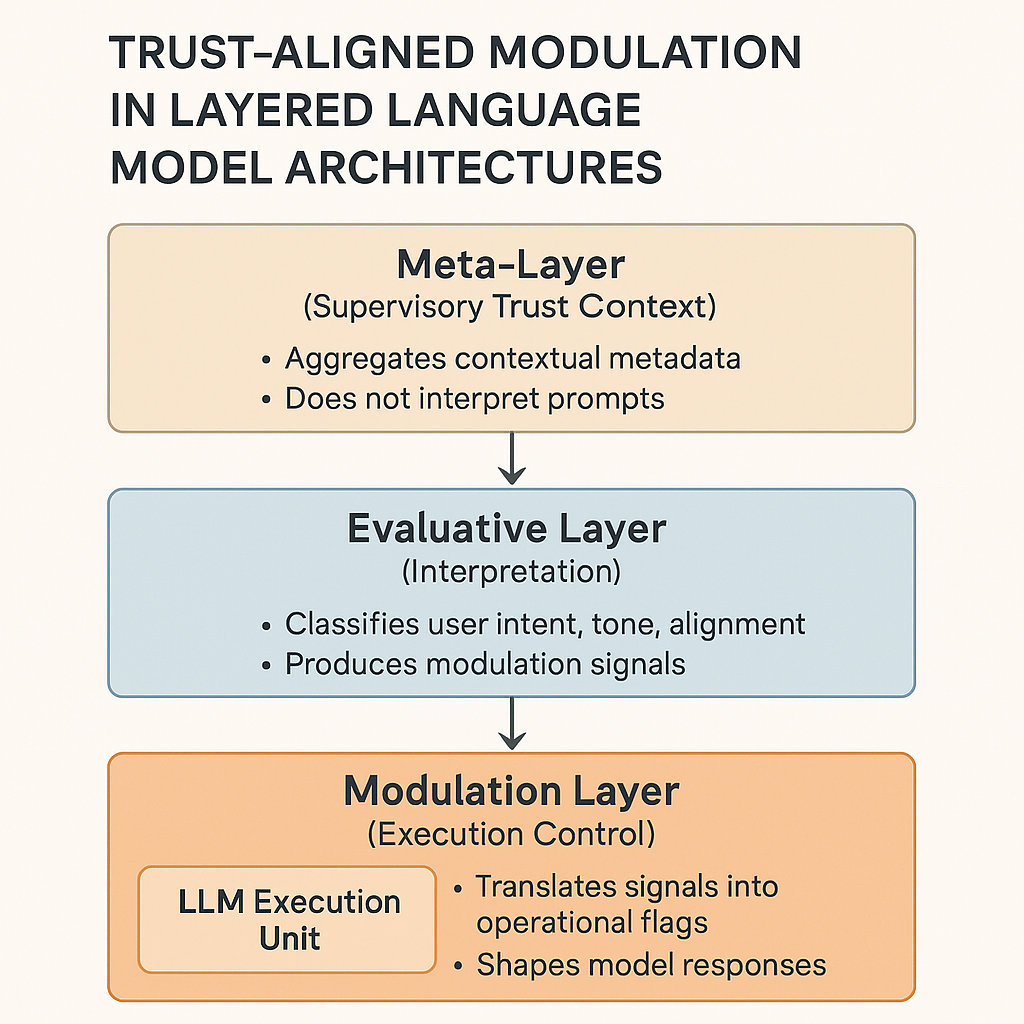 TRUST–ALIGNED MODULATION
IN LAYERED LANGUAGE
MODEL ARCHITECTURES
Meta-Layer
(Supervisory Trust Context)
• Aggregates contextual metadata
• Does not interpret prompts
Evaluative Layer
(Interpretation)
• Classifies user intent, tone, alignment
• Produces modulation signals
Modulation Layer
(Execution Control)
LLM Execution
Unit
• Translates signals into
operational flags
• Shapes model responses